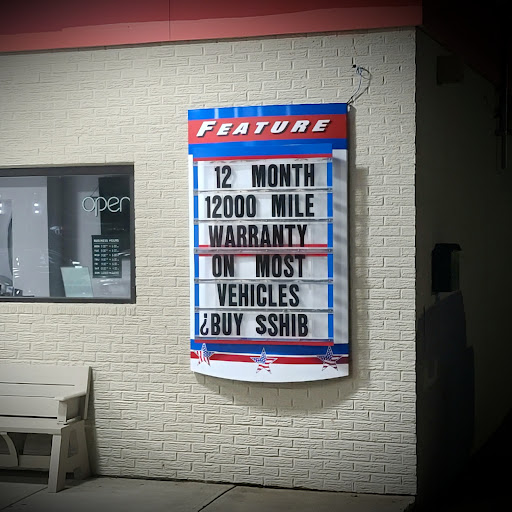 FEATURE
12 MONTH
12000 MILE
WARRANTY
ON MOST
VEHICLES
¿BUY SSHIB
open